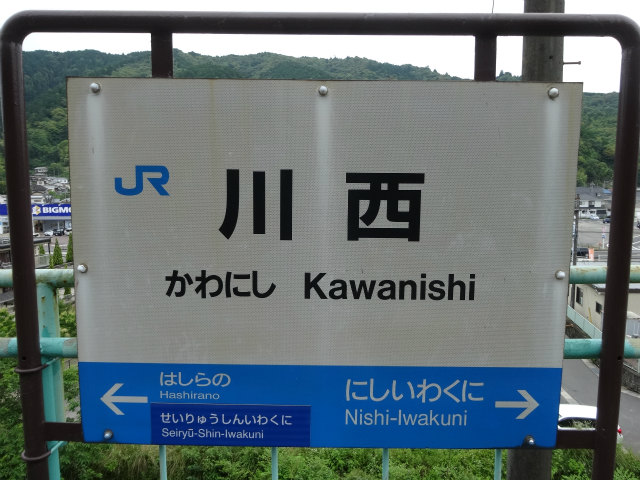 JR
川西
かわにし Kawanishi
はしらの
Hashirano
せいりゅうしんいわくに
Seiryū-Shin-Iwakuni
にしいわくに
Nishi-Iwakuni